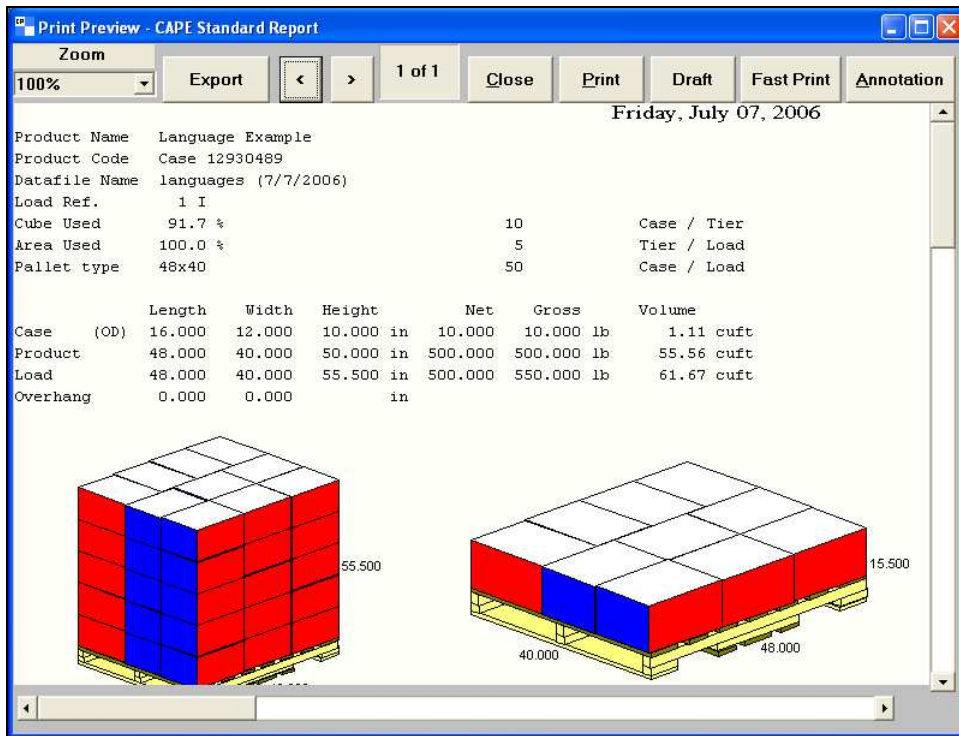 CP Print Preview - CAPE Standard Report
Zoom
100%
Export
<
>
1 of 1
Close
Print
Draft
Fast Print
Annotation
Friday, July 07, 2006
Product Name Language Example
Product Code Case 12930489
Datafile Name languages (7/7/2006)
Load Ref. 1 I
Cube Used 91.7 % 10 Case / Tier
Area Used 100.0 % 5 Tier / Load
Pallet type 48x40 50 Case / Load
Length Width Height Net Gross Volume
Case (OD) 16.000 12.000 10.000 in 10.000 10.000 lb 1.11 cuft
Product 48.000 40.000 50.000 in 500.000 500.000 lb 55.56 cuft
Load 48.000 40.000 55.500 in 500.000 550.000 lb 61.67 cuft
Overhang 0.000 0.000 in
55.500
15.500
40.000
48.000